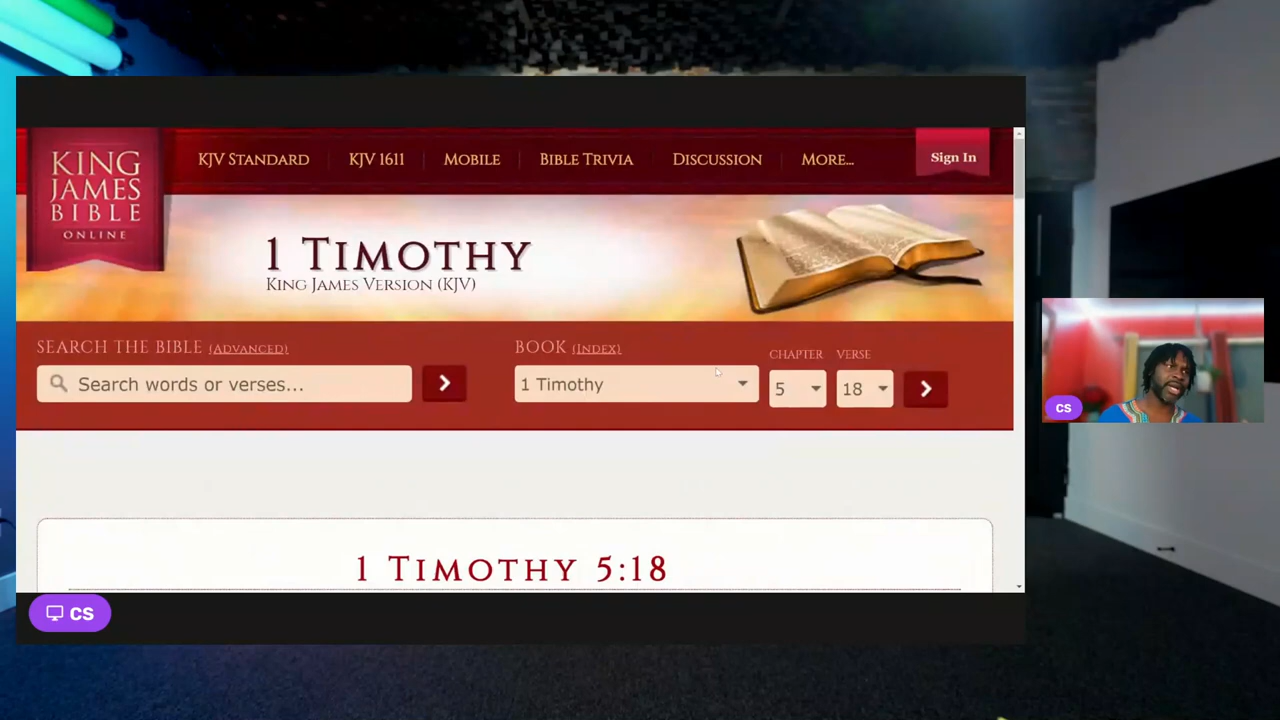 KING
JAMES
BIBLE
ONLINE
KJV STANDARD
KJV 1611
MOBILE
BIBLE TRIVIA
DISCUSSION
MORE...
Sign In
1 TIMOTHY
KING JAMES VERSION (KJV)
SEARCH THE BIBLE (ADVANCED)
Search words or verses...
BOOK (INDEX)
1 Timothy
CHAPTER
5
VERSE
18
1 TIMOTHY 5:18
CS
CS